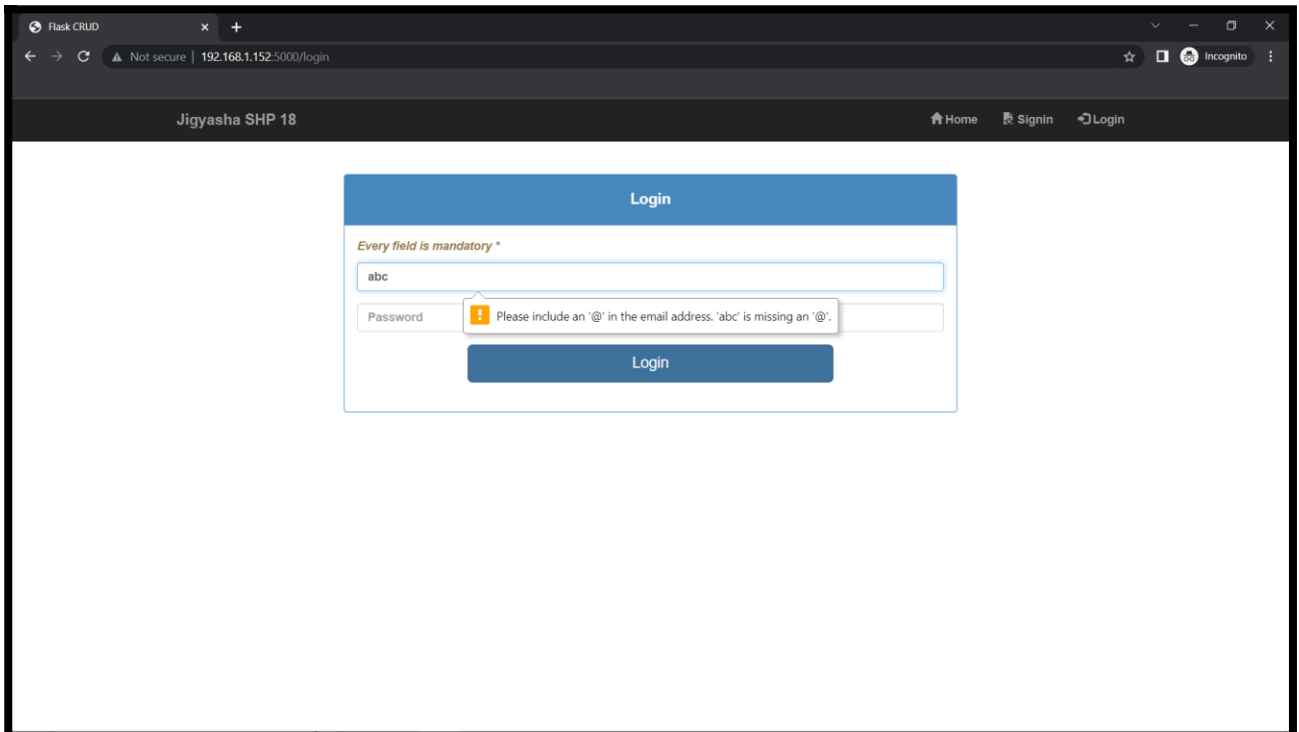 Flask CRUD
Not secure | 192.168.1.152:5000/login
Incognito
Jigyasha SHP 18
Home Signin Login
Login
Every field is mandatory *
abc
Password
! Please include an '@' in the email address. 'abc' is missing an '@'.
Login